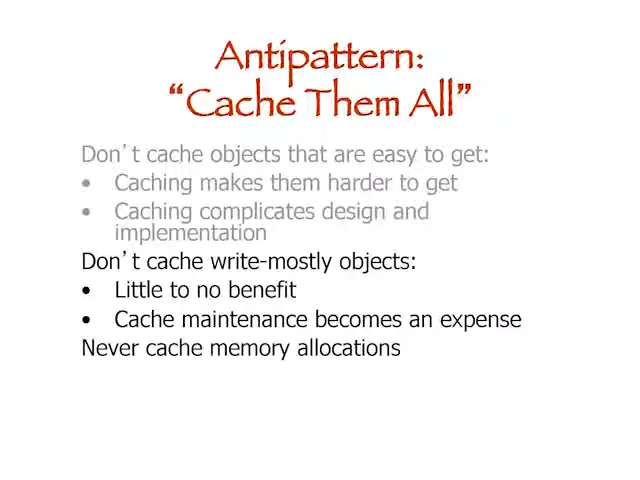 Antipattern:
“Cache Them All”
Don’t cache objects that are easy to get:
• Caching makes them harder to get
• Caching complicates design and
implementation
Don’t cache write-mostly objects:
• Little to no benefit
• Cache maintenance becomes an expense
Never cache memory allocations